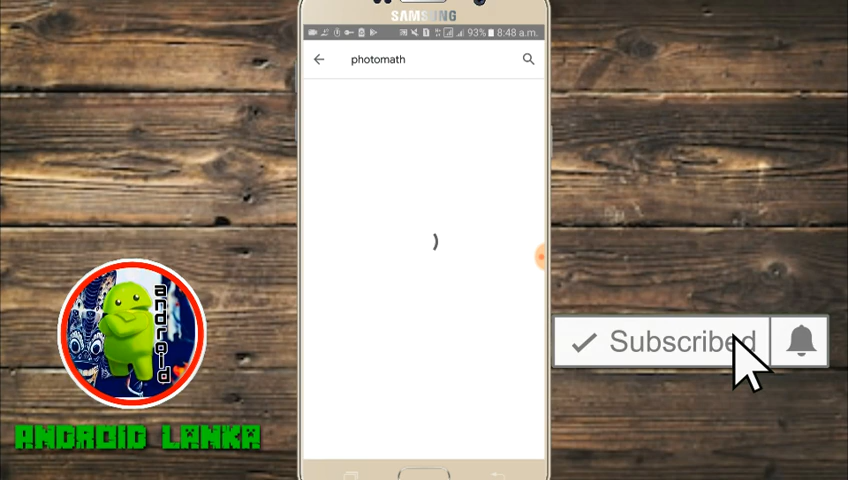 SAMSUNG
93% 8:48 a.m.
photomath
android
Subscribed
ANDROID LANKA